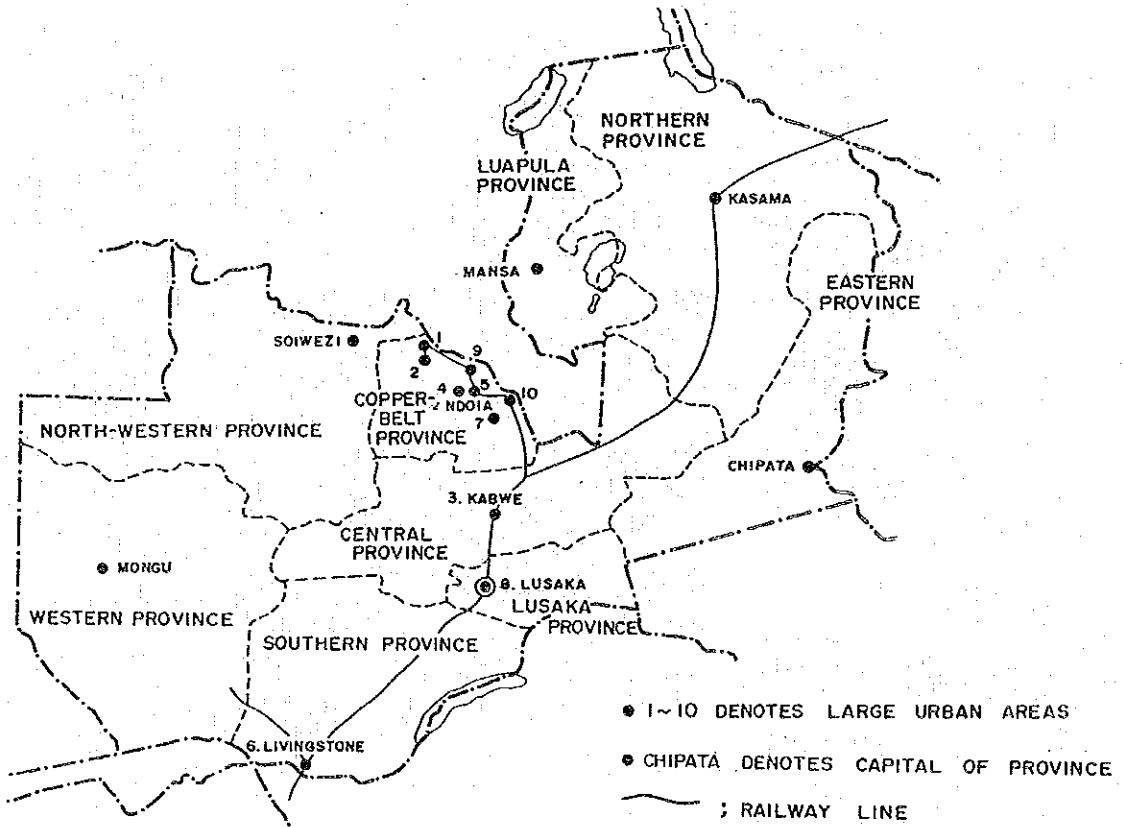 NORTHERN
PROVINCE
LUAPULA
PROVINCE
KASAMA
MANSA
EASTERN
PROVINCE
SOIWEZI
1
9
2
4
5
10
COPPER-
BELT
PROVINCE
NDOIA
7
NORTH-WESTERN PROVINCE
CHIPATA
3. KABWE
CENTRAL
PROVINCE
MONGU
8. LUSAKA
LUSAKA
PROVINCE
WESTERN PROVINCE
SOUTHERN PROVINCE
6. LIVINGSTONE
1~10 DENOTES LARGE URBAN AREAS
CHIPATA DENOTES CAPITAL OF PROVINCE
; RAILWAY LINE